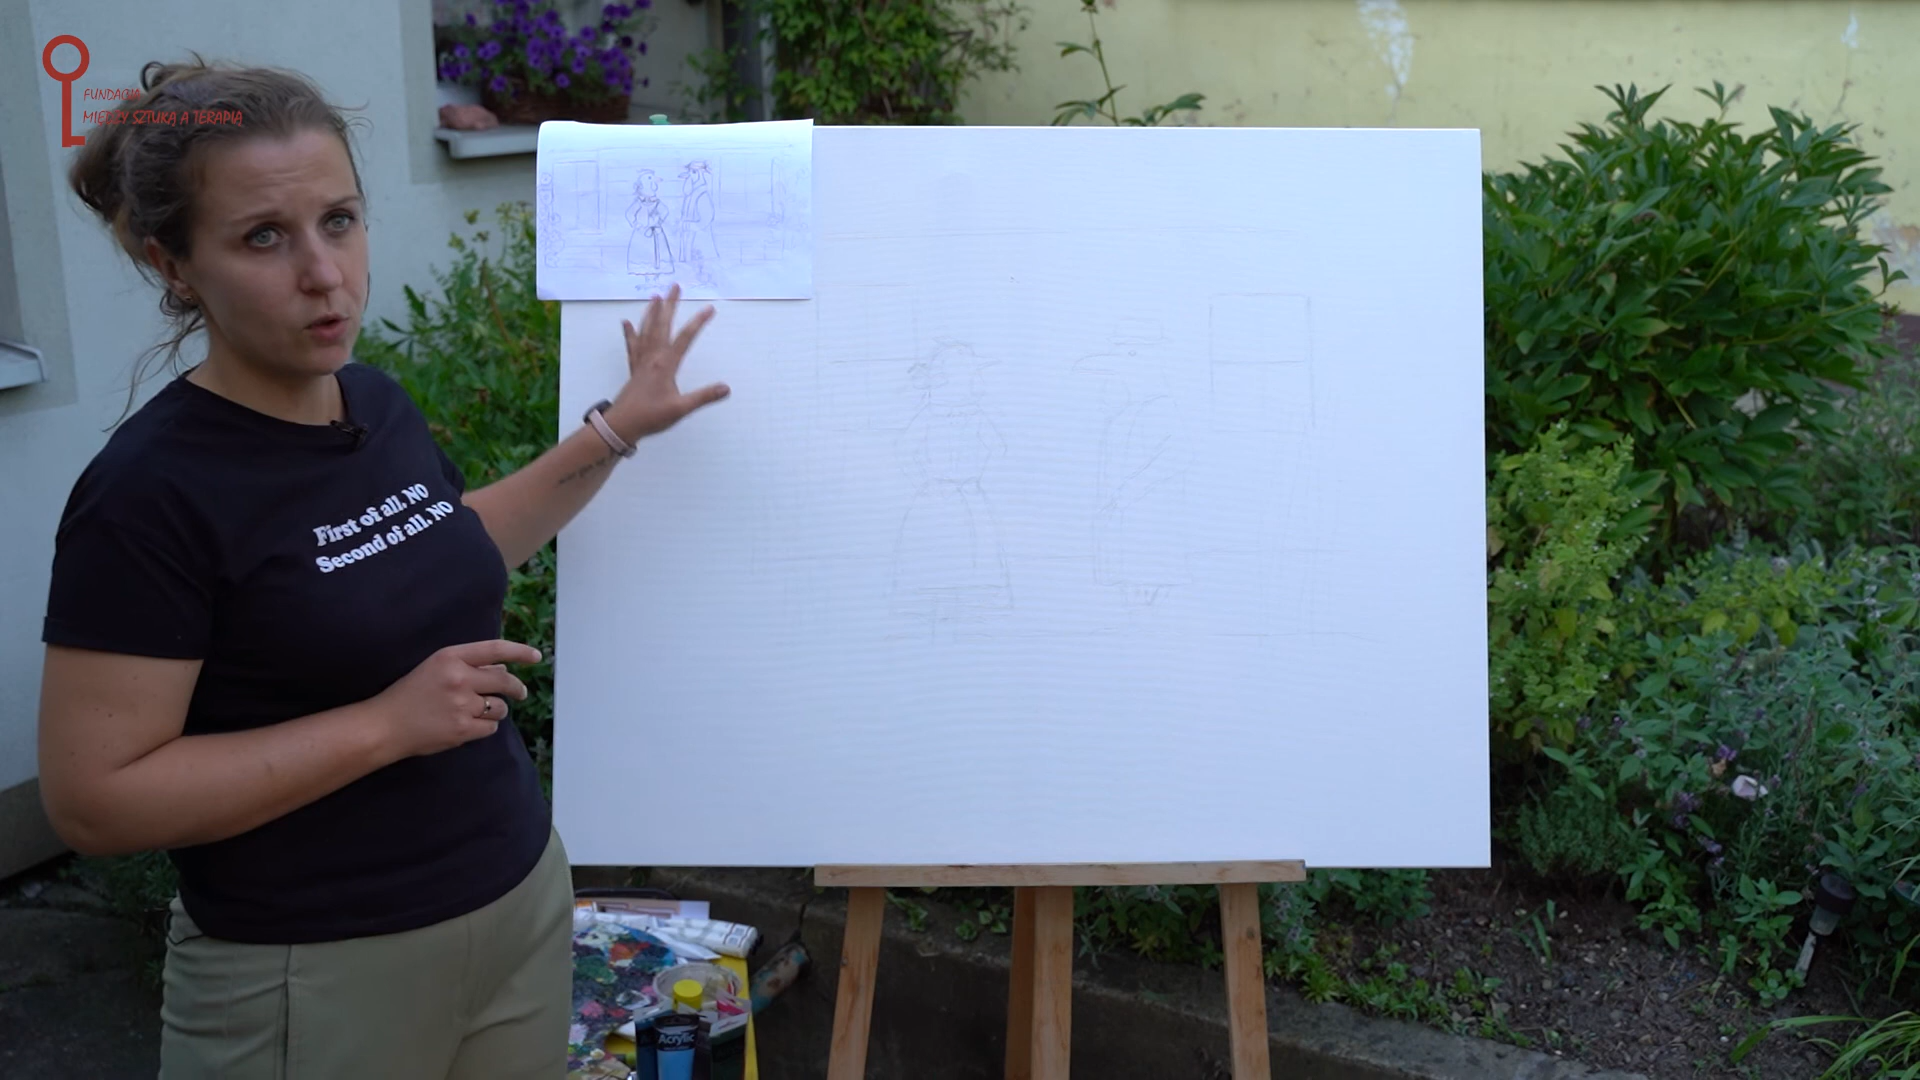 FUNDACJA
MIĘDZY SZTUKĄ A TERAPIĄ
First of all, NO
Second of all, NO
Acrylic